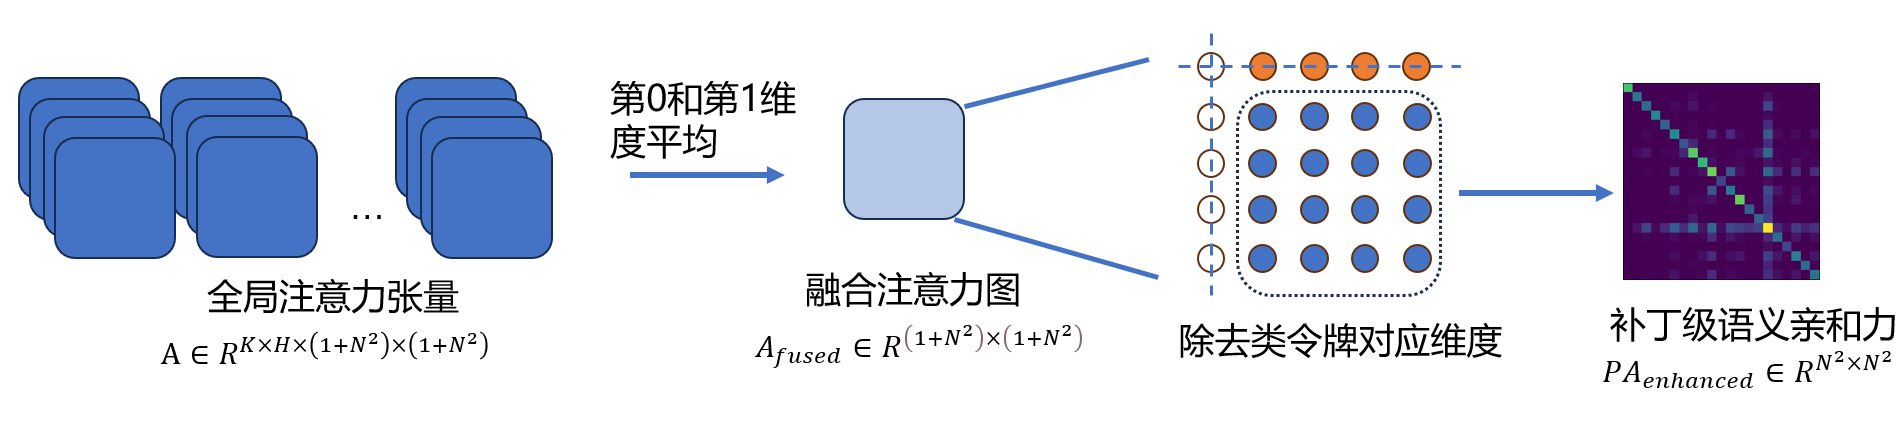 第0和第1维
度平均
…
全局注意力张量
A ∈ R^{K×H×(1+N²)×(1+N²)}
融合注意力图
A_{fused} ∈ R^{(1+N²)×(1+N²)}
除去类令牌对应维度
补丁级语义亲和力
PA_{enhanced} ∈ R^{N²×N²}